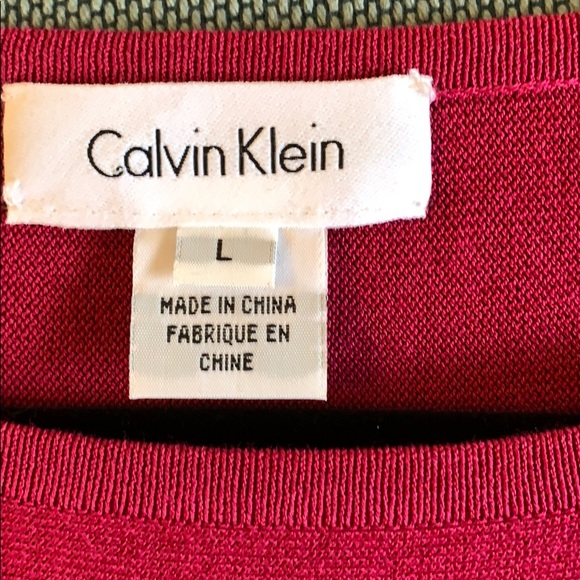 Calvin Klein
L
MADE IN CHINA
FABRIQUE EN
CHINE